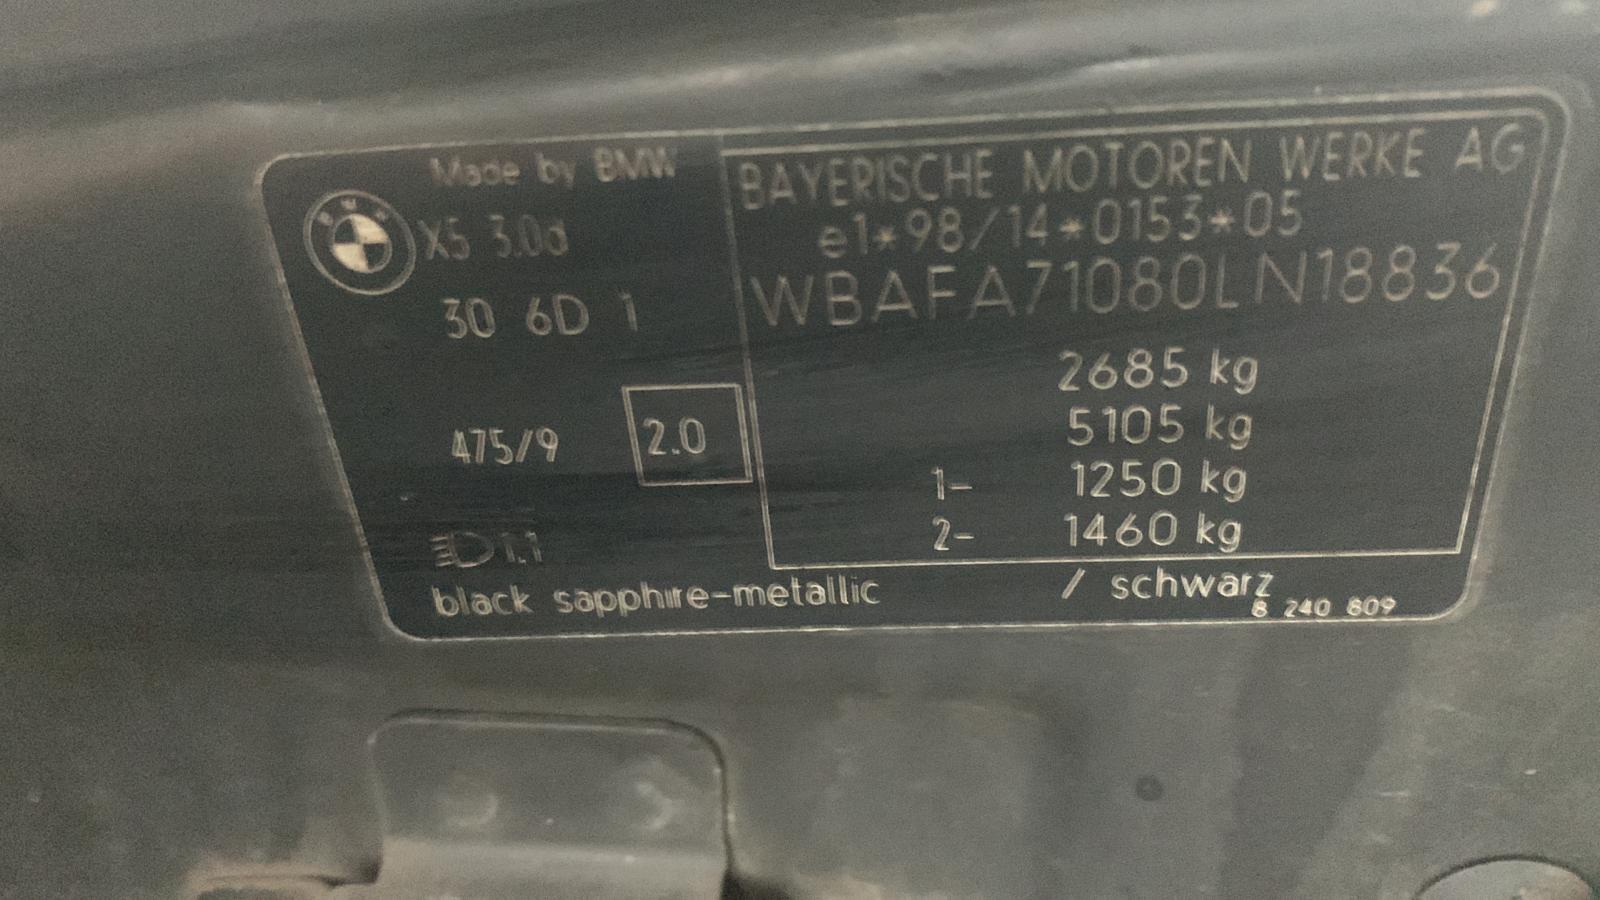 Made by BMW
X5 3.0d
30 6D 1
475/9
2.0
1.1
BAYERISCHE MOTOREN WERKE AG
e1*98/14*0153*05
WBAFA71080LN18836
2685 kg
5105 kg
1- 1250 kg
2- 1460 kg
black sapphire-metallic / schwarz
8 240 809